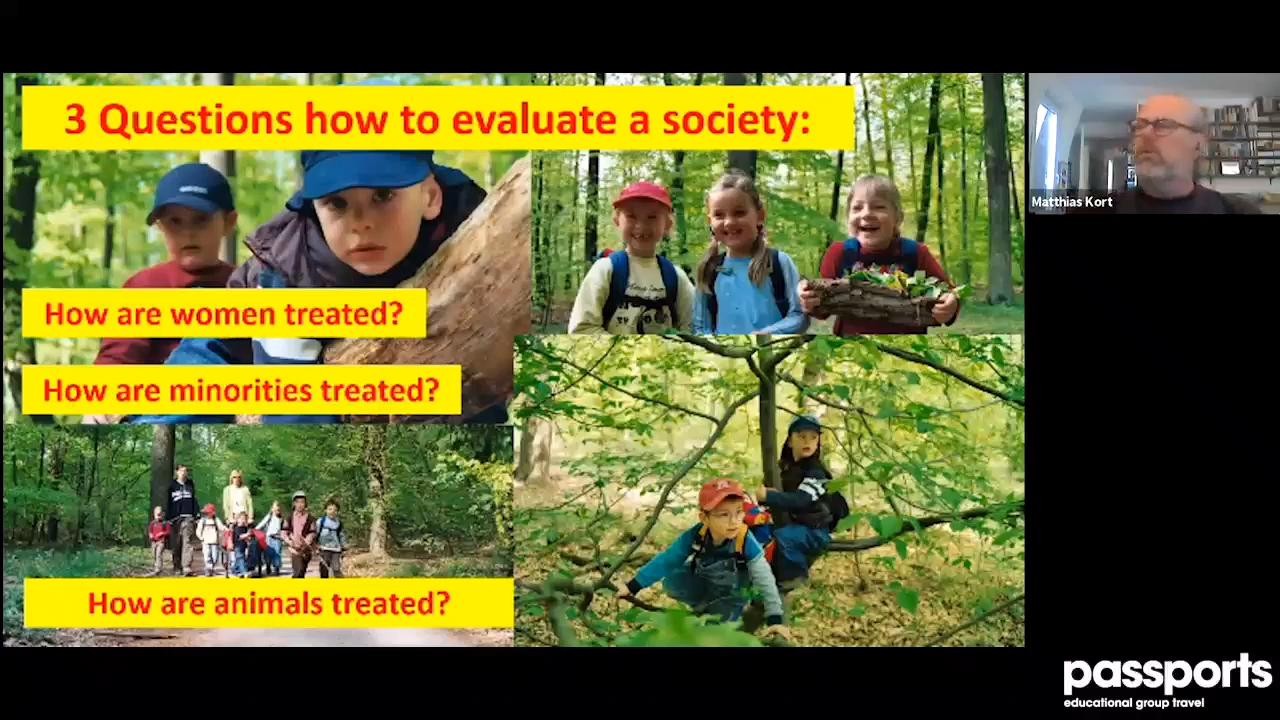 3 Questions how to evaluate a society:
How are women treated?
How are minorities treated?
How are animals treated?
Matthias Kort
passports
educational group travel